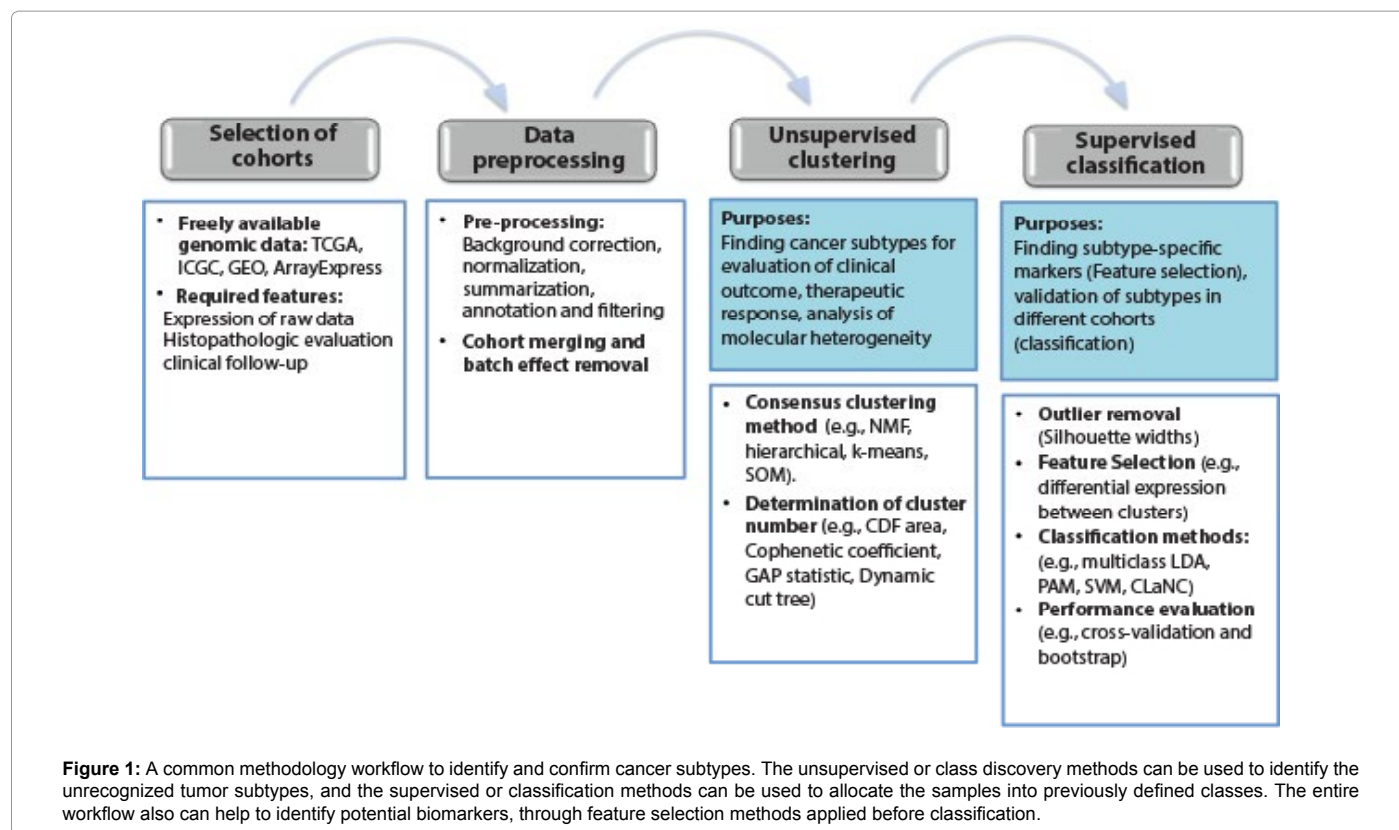 Selection of
cohorts
Data
preprocessing
Unsupervised
clustering
Supervised
classification
• Freely available
genomic data: TCGA,
ICGC, GEO, ArrayExpress
• Required features:
Expression of raw data
Histopathologic evaluation
clinical follow-up
• Pre-processing:
Background correction,
normalization,
summarization,
annotation and filtering
• Cohort merging and
batch effect removal
Purposes:
Finding cancer subtypes for
evaluation of clinical
outcome, therapeutic
response, analysis of
molecular heterogeneity
• Consensus clustering
method (e.g., NMF,
hierarchical, k-means,
SOM).
• Determination of cluster
number (e.g., CDF area,
Cophenetic coefficient,
GAP statistic, Dynamic
cut tree)
Purposes:
Finding subtype-specific
markers (Feature selection),
validation of subtypes in
different cohorts
(classification)
• Outlier removal
(Silhouette widths)
• Feature Selection (e.g.,
differential expression
between clusters)
• Classification methods:
(e.g., multiclass LDA,
PAM, SVM, CLaNC)
• Performance evaluation
(e.g., cross-validation and
bootstrap)
Figure 1: A common methodology workflow to identify and confirm cancer subtypes. The unsupervised or class discovery methods can be used to identify the
unrecognized tumor subtypes, and the supervised or classification methods can be used to allocate the samples into previously defined classes. The entire
workflow also can help to identify potential biomarkers, through feature selection methods applied before classification.